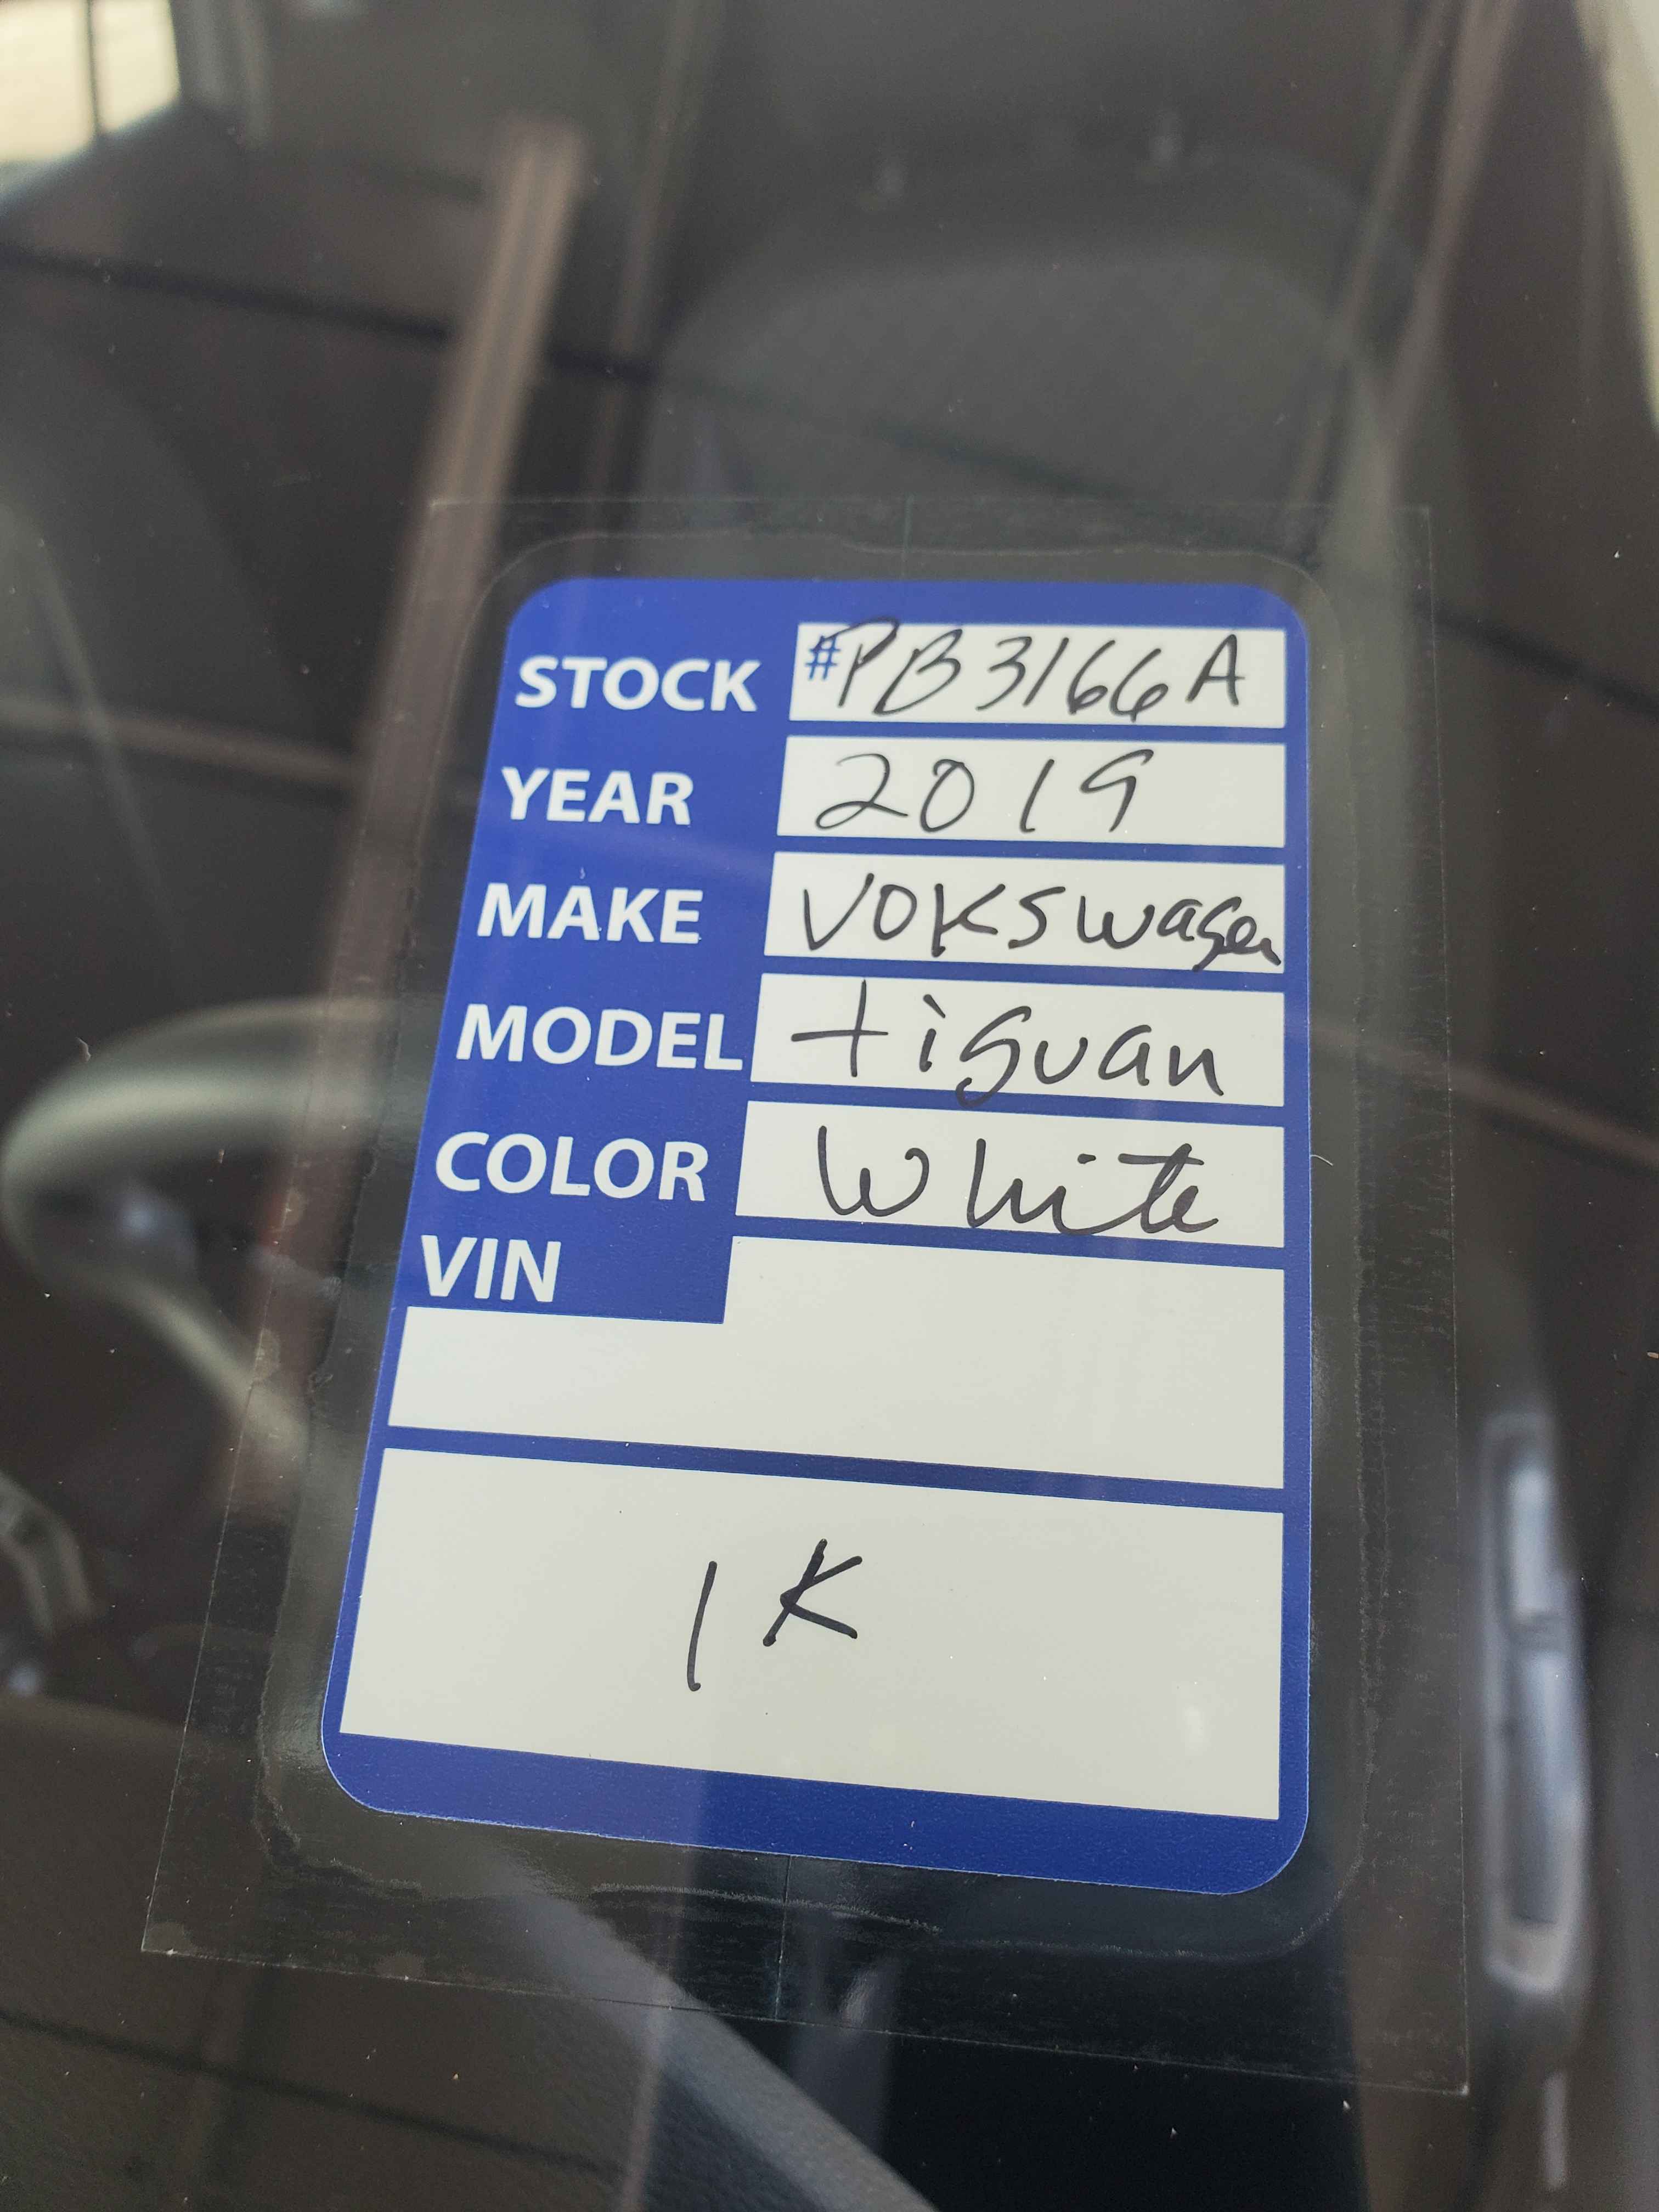 STOCK #PB3166A
YEAR 2019
MAKE VOKSwagen
MODEL tiguan
COLOR White
VIN
1K